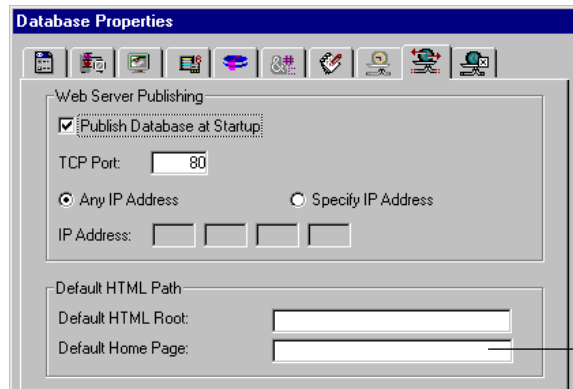 Database Properties
Web Server Publishing
Publish Database at Startup
TCP Port: 80
Any IP Address Specify IP Address
IP Address:
Default HTML Path
Default HTML Root:
Default Home Page: